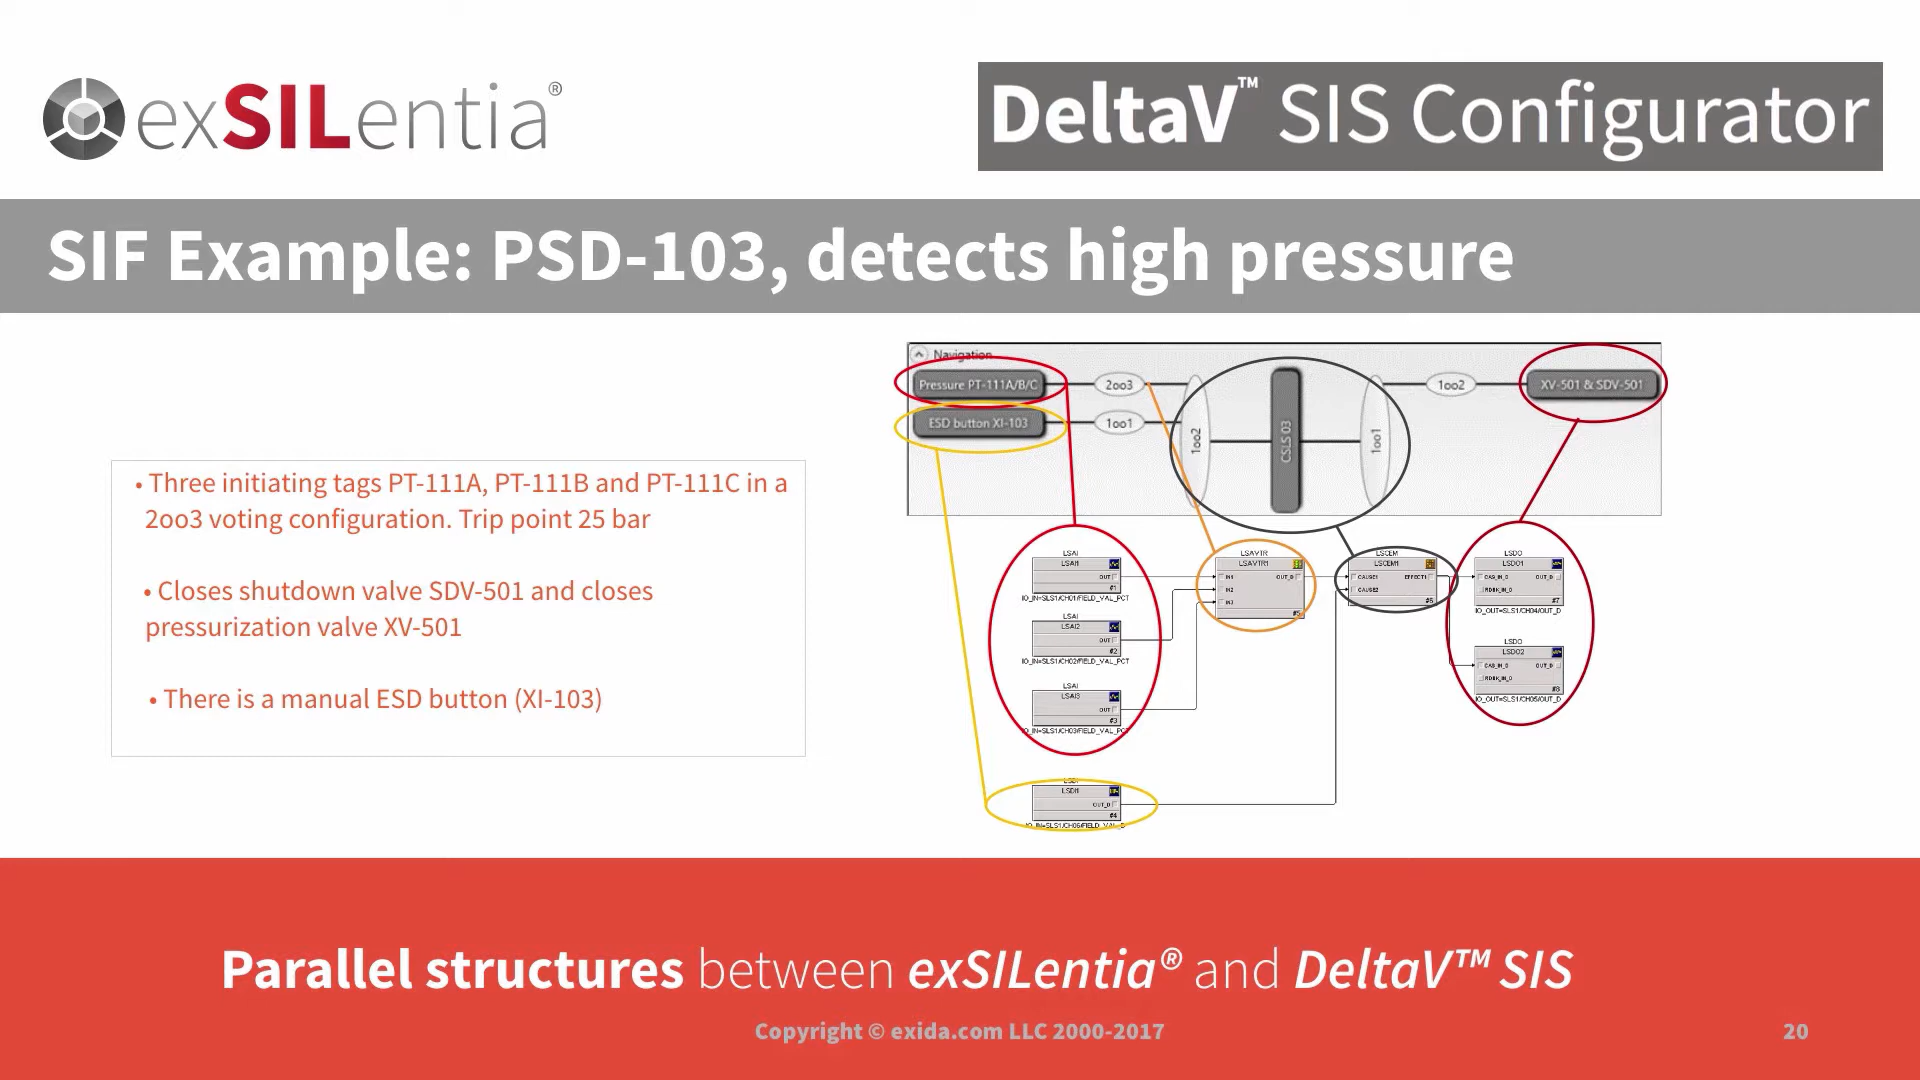 exSILentia®
DeltaV™ SIS Configurator
SIF Example: PSD-103, detects high pressure
• Three initiating tags PT-111A, PT-111B and PT-111C in a
2oo3 voting configuration. Trip point 25 bar
• Closes shutdown valve SDV-501 and closes
pressurization valve XV-501
• There is a manual ESD button (XI-103)
Navigation
Pressure PT-111A/B/C
2oo3
XV-501 & SDV-501
1oo2
ESD button XI-103
1oo1
1oo2
CSLS 03
1oo1
LSAI
LSAI1
OUT
#1
IO_IN=SLS1/CH01/FIELD_VAL_PCT
LSAI
LSAI2
OUT
#2
IO_IN=SLS1/CH02/FIELD_VAL_PCT
LSAI
LSAI3
OUT
#3
IO_IN=SLS1/CH03/FIELD_VAL_PCT
LSDI1
OUT_D
#4
LSAVTR
LSAVTR1
IN1
OUT_D
IN2
IN3
#5
LSCEM
LSCEM1
CAUSE1
EFFECT1
CAUSE2
#6
LSDO
LSDO1
CAS_IN_D
OUT_D
RDBK_IN_D
#7
IO_OUT=SLS1/CH04/OUT_D
LSDO
LSDO2
CAS_IN_D
OUT_D
RDBK_IN_D
#8
IO_OUT=SLS1/CH05/OUT_D
Parallel structures between exSILentia® and DeltaV™ SIS
Copyright © exida.com LLC 2000-2017
20